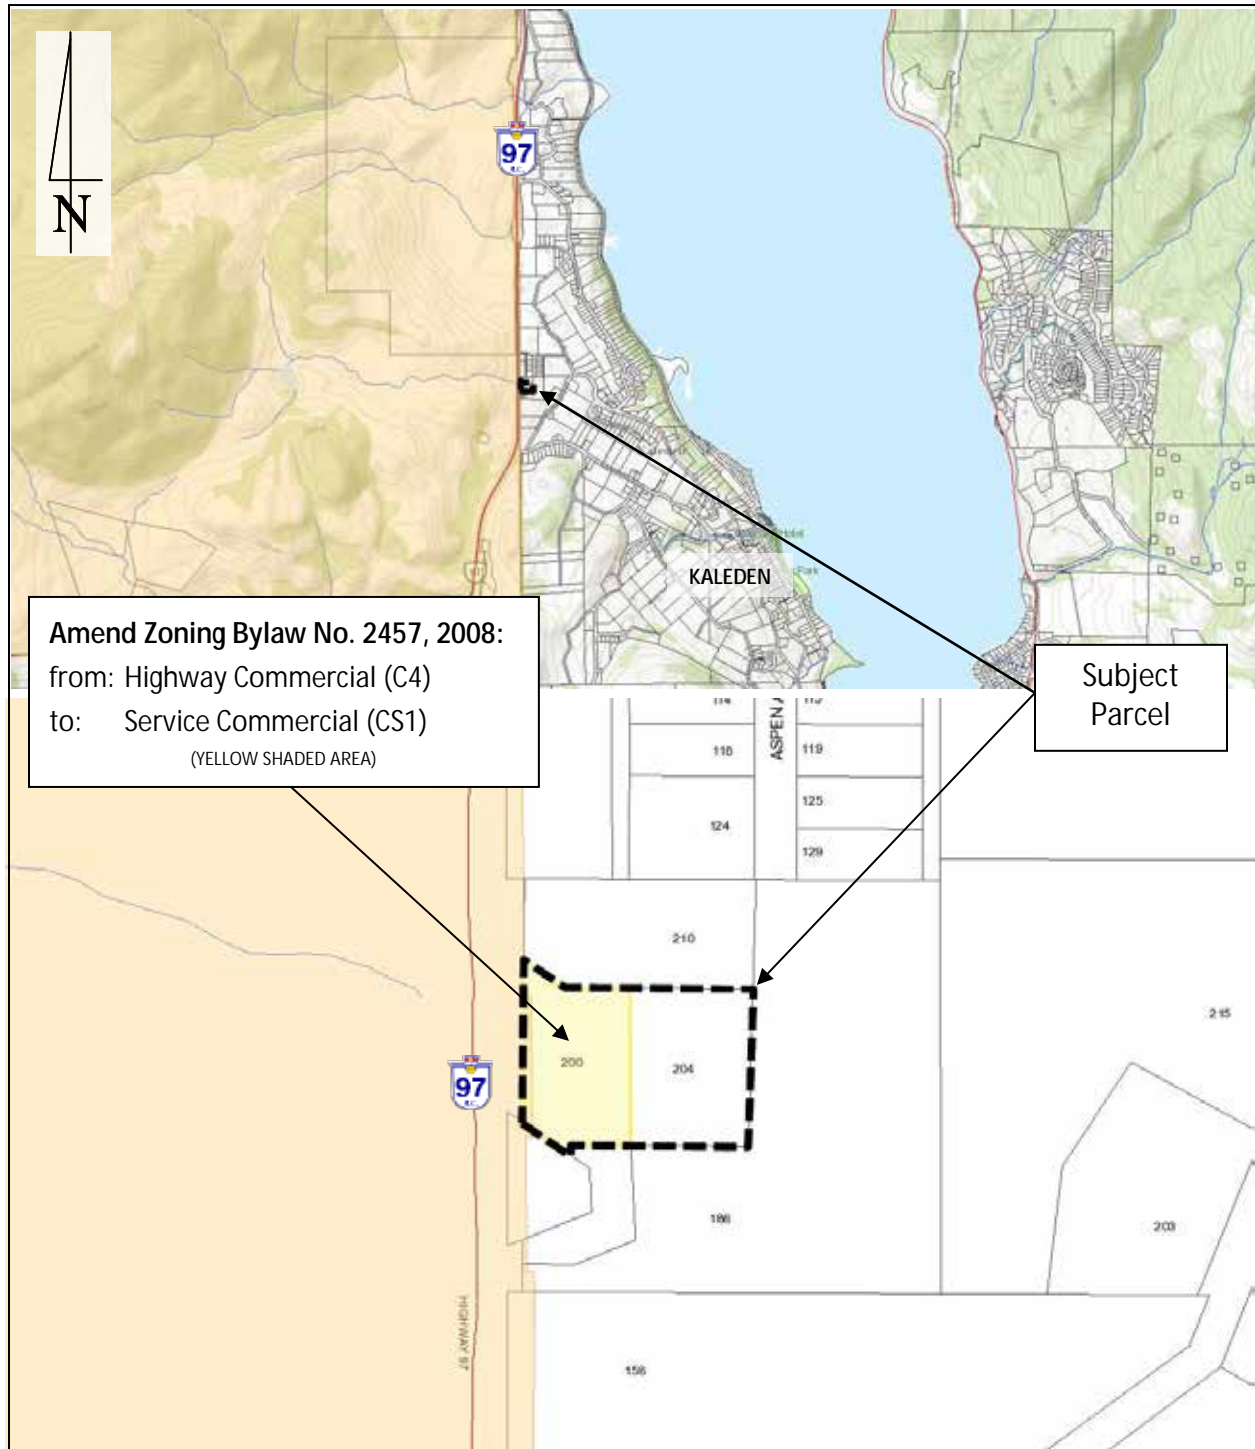 N
97
B.C.
KALEDEN
Amend Zoning Bylaw No. 2457, 2008:
from: Highway Commercial (C4)
to: Service Commercial (CS1)
(YELLOW SHADED AREA)
Subject
Parcel
114
118
119
ASPEN
125
124
129
210
215
200
204
97
B.C.
186
203
HIGHWAY 97
158